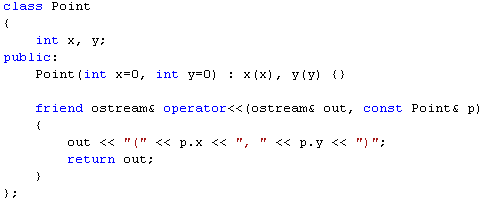 class Point
{
    int x, y;
public:
    Point(int x=0, int y=0) : x(x), y(y) {}

    friend ostream& operator<<(ostream& out, const Point& p)
    {
        out << "(" << p.x << ", " << p.y << ")";
        return out;
    }
};